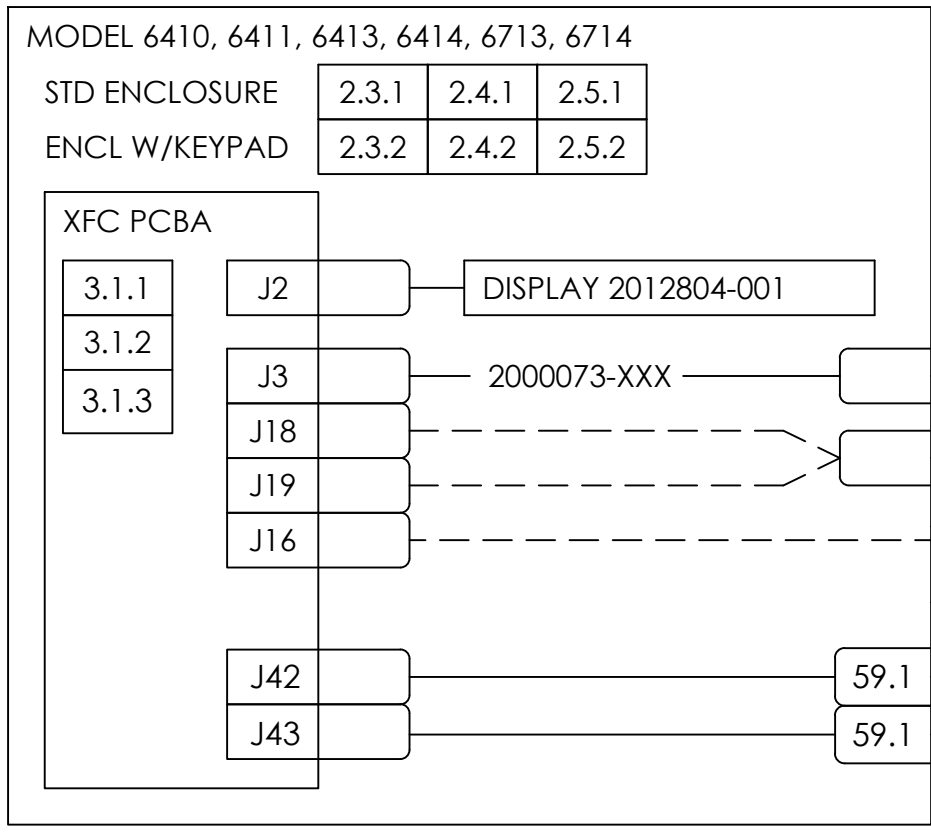 MODEL 6410, 6411, 6413, 6414, 6713, 6714
STD ENCLOSURE 2.3.1 2.4.1 2.5.1
ENCL W/KEYPAD 2.3.2 2.4.2 2.5.2
XFC PCBA
3.1.1
3.1.2
3.1.3
J2 DISPLAY 2012804-001
J3 2000073-XXX
J18
J19
J16
J42 59.1
J43 59.1